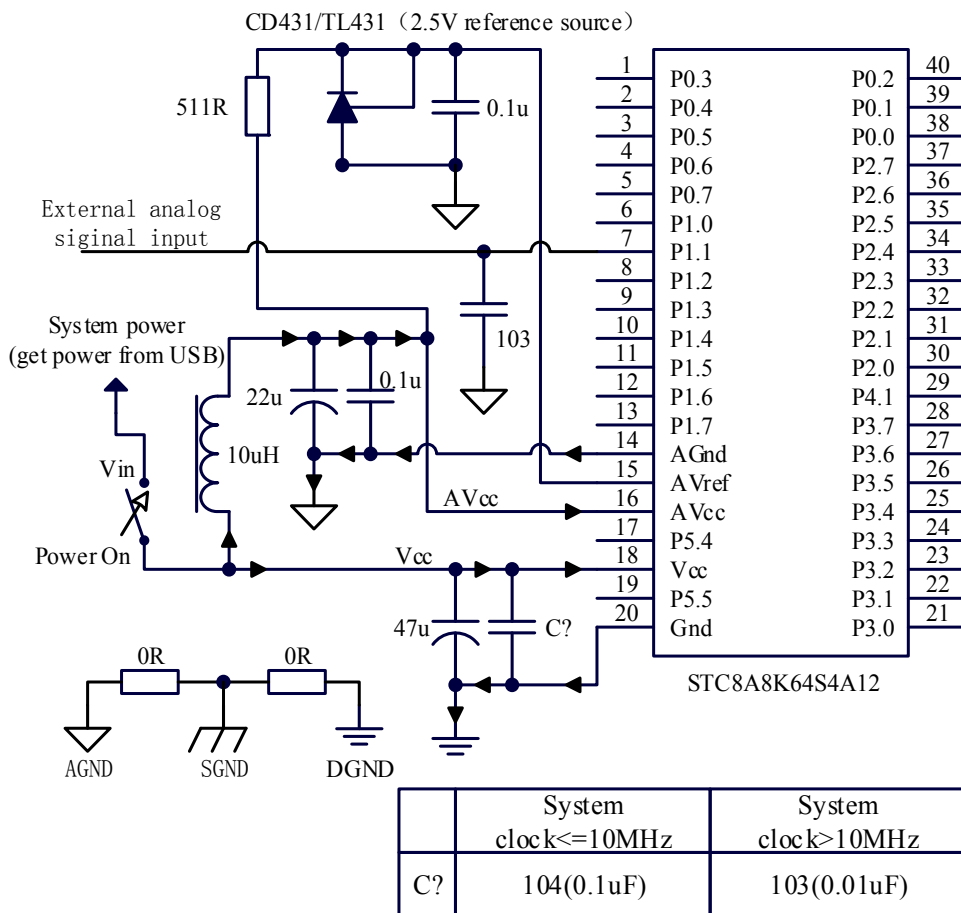 CD431/TL431（2.5V reference source）
511R
0.1u
External analog
siginal input
103
System power
(get power from USB)
22u
0.1u
10uH
Vin
Power On
AVcc
Vcc
47u
C?
0R
0R
AGND
SGND
DGND
1 P0.3 P0.2 40
2 P0.4 P0.1 39
3 P0.5 P0.0 38
4 P0.6 P2.7 37
5 P0.7 P2.6 36
6 P1.0 P2.5 35
7 P1.1 P2.4 34
8 P1.2 P2.3 33
9 P1.3 P2.2 32
10 P1.4 P2.1 31
11 P1.5 P2.0 30
12 P1.6 P4.1 29
13 P1.7 P3.7 28
14 AGnd P3.6 27
15 AVref P3.5 26
16 AVcc P3.4 25
17 P5.4 P3.3 24
18 Vcc P3.2 23
19 P5.5 P3.1 22
20 Gnd P3.0 21
STC8A8K64S4A12
System System
clock<=10MHz clock>10MHz
C? 104(0.1uF) 103(0.01uF)